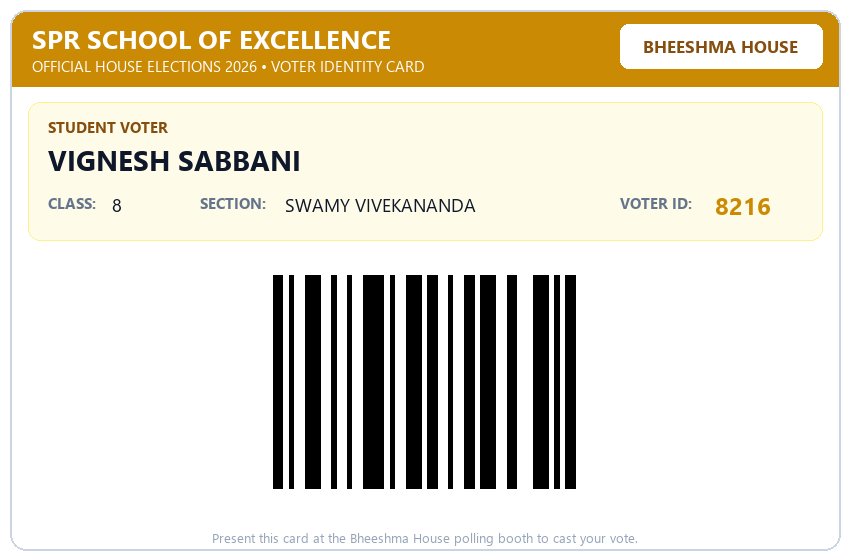 SPR SCHOOL OF EXCELLENCE
OFFICIAL HOUSE ELECTIONS 2026 • VOTER IDENTITY CARD
BHEESHMA HOUSE
STUDENT VOTER
VIGNESH SABBANI
CLASS: 8 SECTION: SWAMY VIVEKANANDA VOTER ID: 8216
Present this card at the Bheeshma House polling booth to cast your vote.